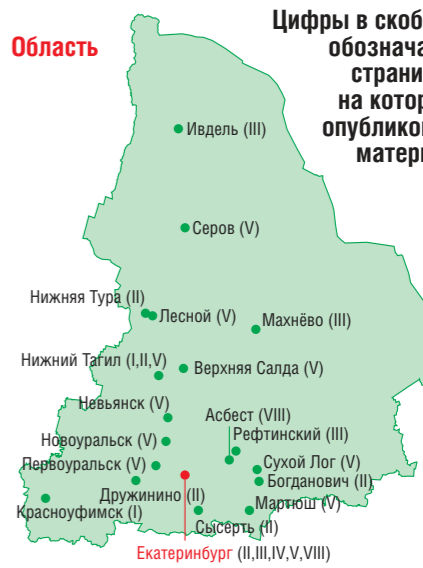 Область
Цифры в скоб
обознача
страни
на котор
опубликов
матери
Ивдель (III)
Серов (V)
Нижняя Тура (II)
Лесной (V)
Махнёво (III)
Нижний Тагил (I,II,V)
Верхняя Салда (V)
Невьянск (V)
Асбест (VIII)
Новоуральск (V)
Рефтинский (III)
Первоуральск (V)
Сухой Лог (V)
Богданович (II)
Дружинино (II)
Мартюш (V)
Красноуфимск (I)
Сысерть (II)
Екатеринбург (II,III,IV,V,VIII)